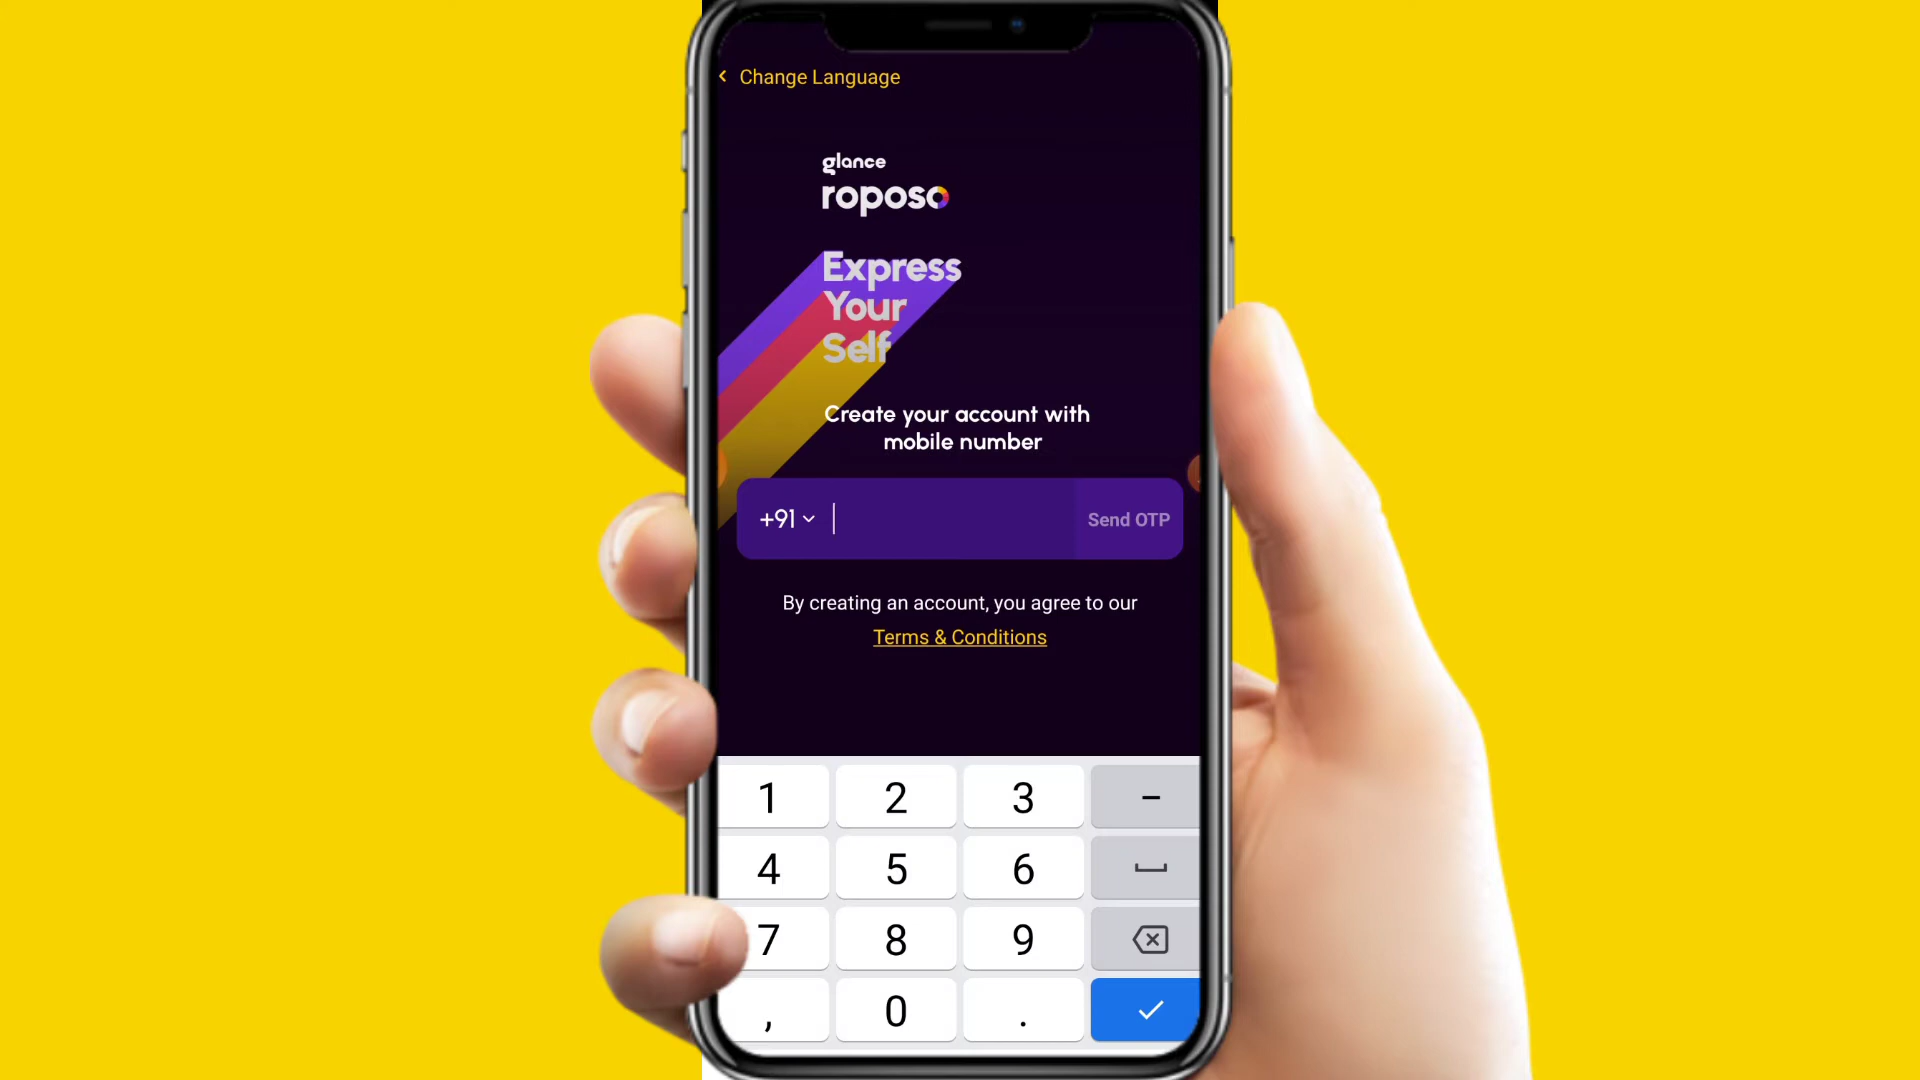 Change Language
glance
roposo
Express
Your
Self
Create your account with
mobile number
+91
Send OTP
By creating an account, you agree to our
Terms & Conditions
1 2 3 -
4 5 6
7 8 9
, 0 .